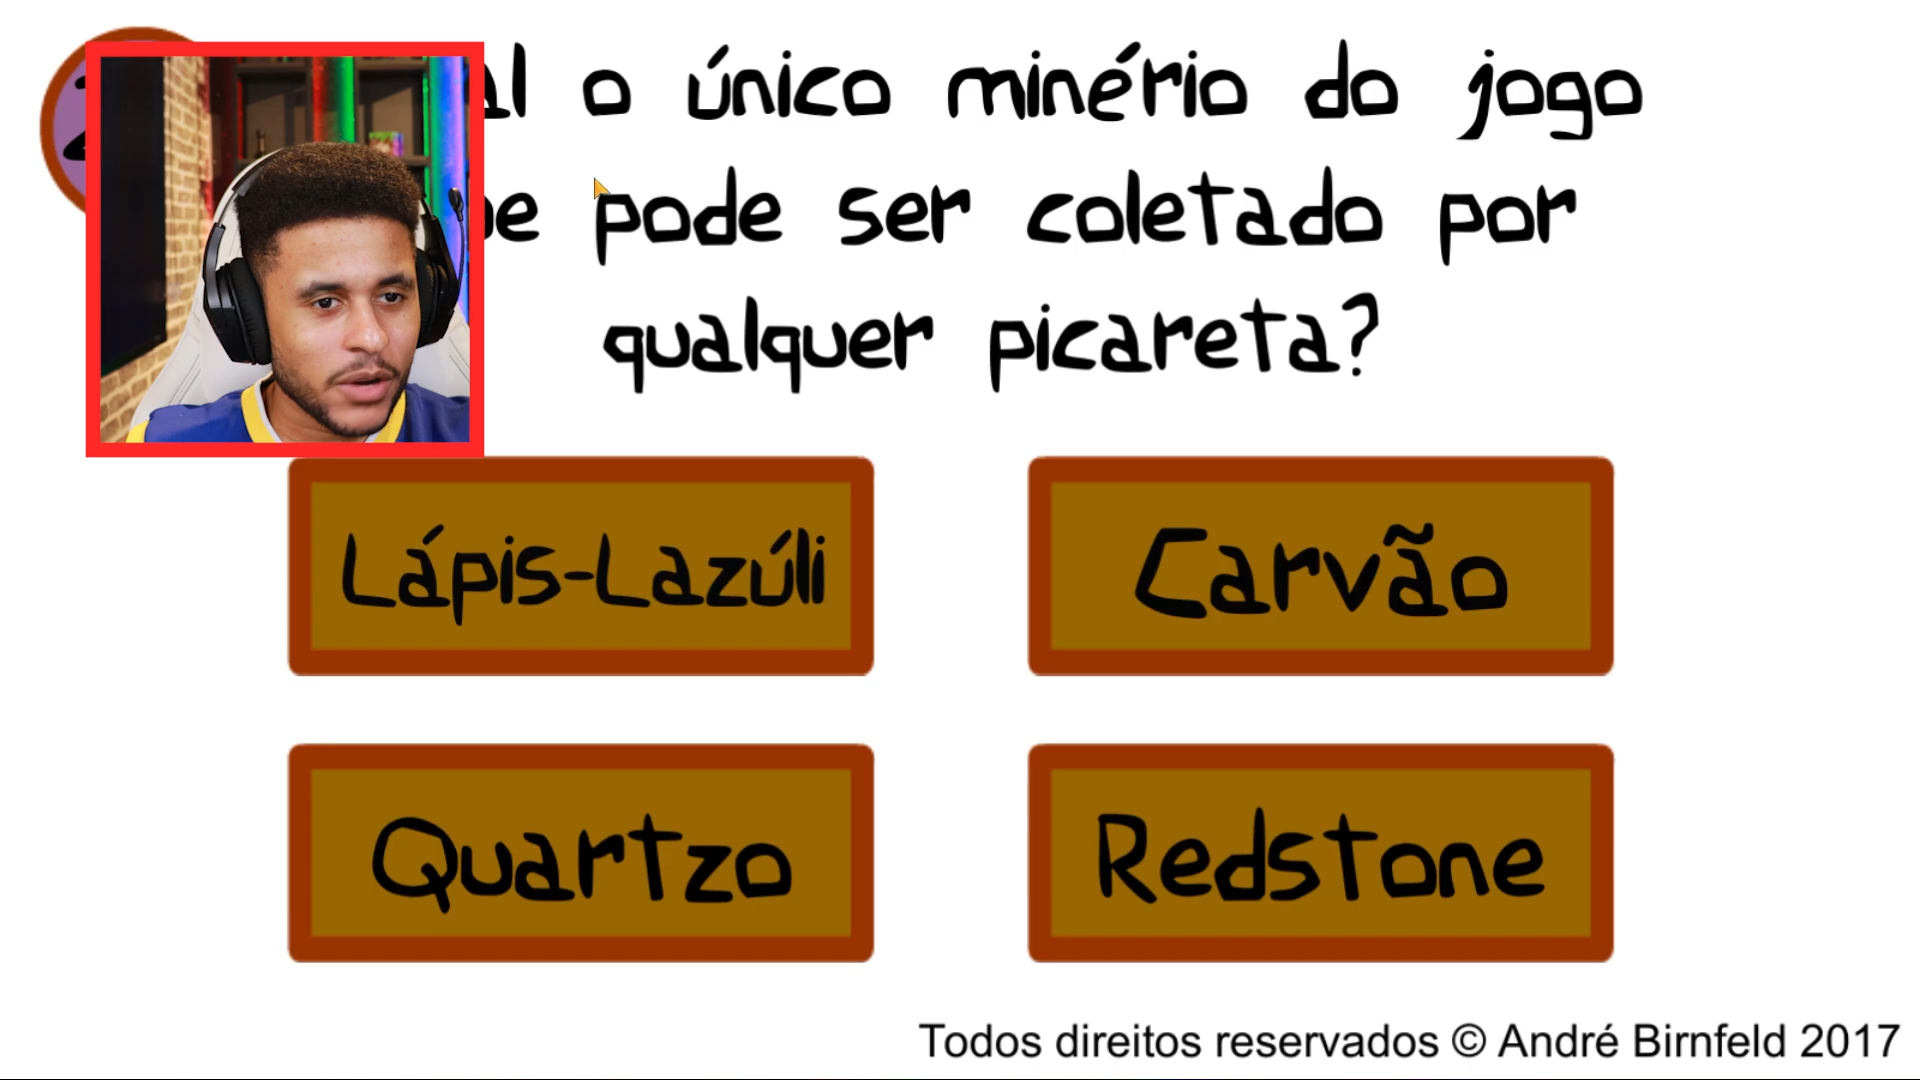 o único minério do jogo
pode ser coletado por
qualquer picareta?
Lápis-Lazúli
Carvão
Quartzo
Redstone
Todos direitos reservados © André Birnfeld 2017